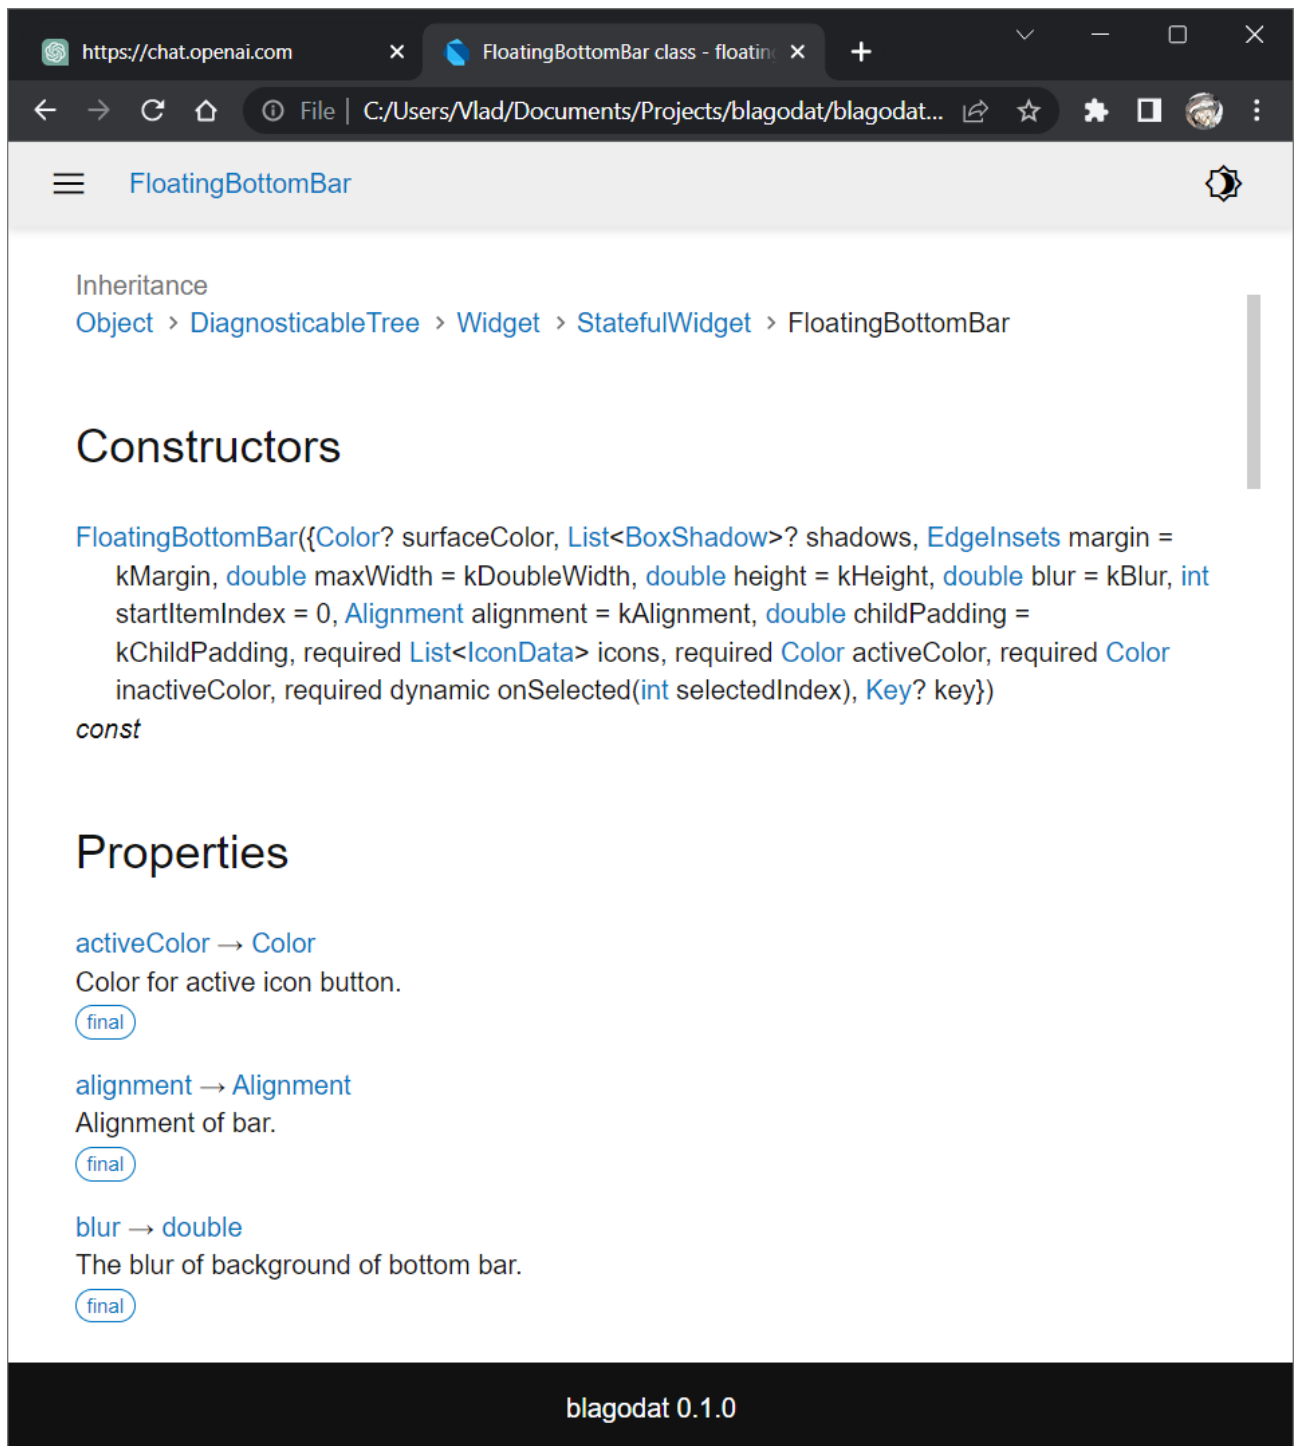 https://chat.openai.com
FloatingBottomBar class - floating
File | C:/Users/Vlad/Documents/Projects/blagodat/blagodat...
FloatingBottomBar
Inheritance
Object > DiagnosticableTree > Widget > StatefulWidget > FloatingBottomBar
Constructors
FloatingBottomBar({Color? surfaceColor, List<BoxShadow>? shadows, EdgeInsets margin =
kMargin, double maxWidth = kDoubleWidth, double height = kHeight, double blur = kBlur, int
startItemIndex = 0, Alignment alignment = kAlignment, double childPadding =
kChildPadding, required List<IconData> icons, required Color activeColor, required Color
inactiveColor, required dynamic onSelected(int selectedIndex), Key? key})
const
Properties
activeColor → Color
Color for active icon button.
final
alignment → Alignment
Alignment of bar.
final
blur → double
The blur of background of bottom bar.
final
blagodat 0.1.0